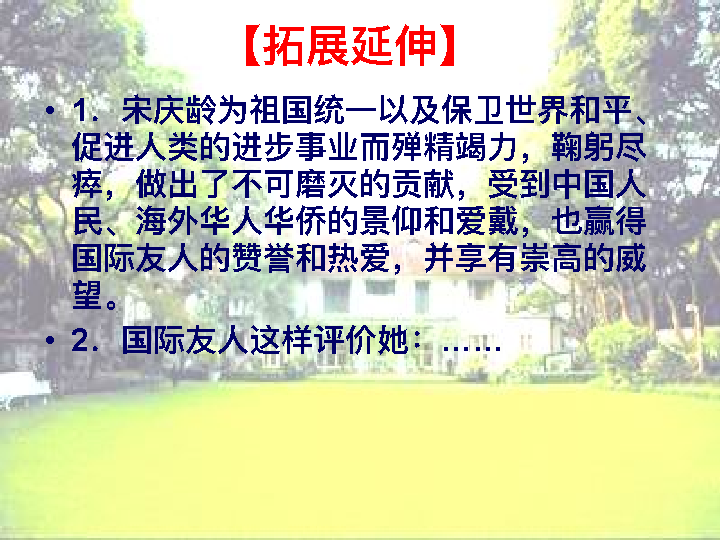 【拓展延伸】
• 1．宋庆龄为祖国统一以及保卫世界和平、
促进人类的进步事业而殚精竭力，鞠躬尽
瘁，做出了不可磨灭的贡献，受到中国人
民、海外华人华侨的景仰和爱戴，也赢得
国际友人的赞誉和热爱，并享有崇高的威
望。
• 2．国际友人这样评价她：……